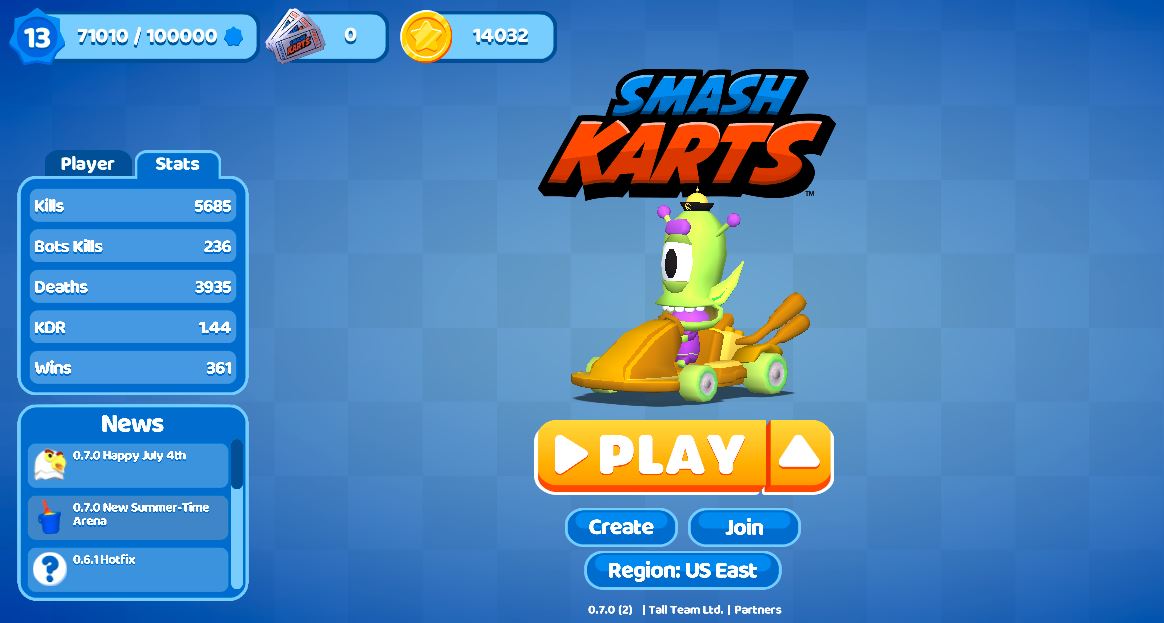 13
71010 / 100000
0
14032
SMASH
KARTS
TM
Player
Stats
Kills 5685
Bots Kills 236
Deaths 3935
KDR 1.44
Wins 361
News
0.7.0 Happy July 4th
0.7.0 New Summer-Time
Arena
0.6.1 Hotfix
?
PLAY
Create
Join
Region: US East
0.7.0 (2) | Tall Team Ltd. | Partners